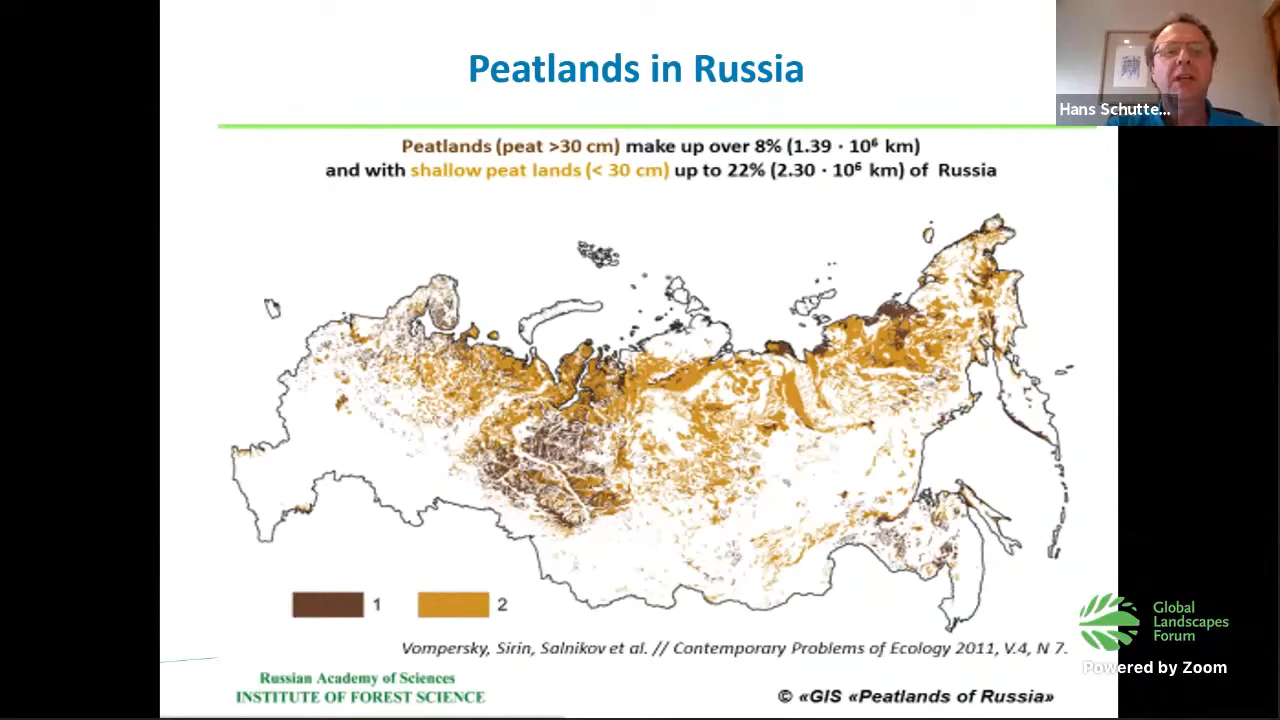 Peatlands in Russia
Hans Schutte...
Peatlands (peat >30 cm) make up over 8% (1.39 · 10⁶ km)
and with shallow peat lands (< 30 cm) up to 22% (2.30 · 10⁶ km) of Russia
1
2
Vompersky, Sirin, Salnikov et al. // Contemporary Problems of Ecology 2011, V.4, N 7.
Russian Academy of Sciences
INSTITUTE OF FOREST SCIENCE
© «GIS «Peatlands of Russia»
Global
Landscapes
Forum
Powered by Zoom